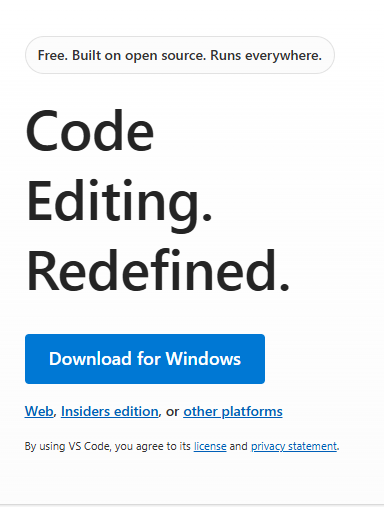 Free. Built on open source. Runs everywhere.
Code
Editing.
Redefined.
Download for Windows
Web, Insiders edition, or other platforms
By using VS Code, you agree to its license and privacy statement.